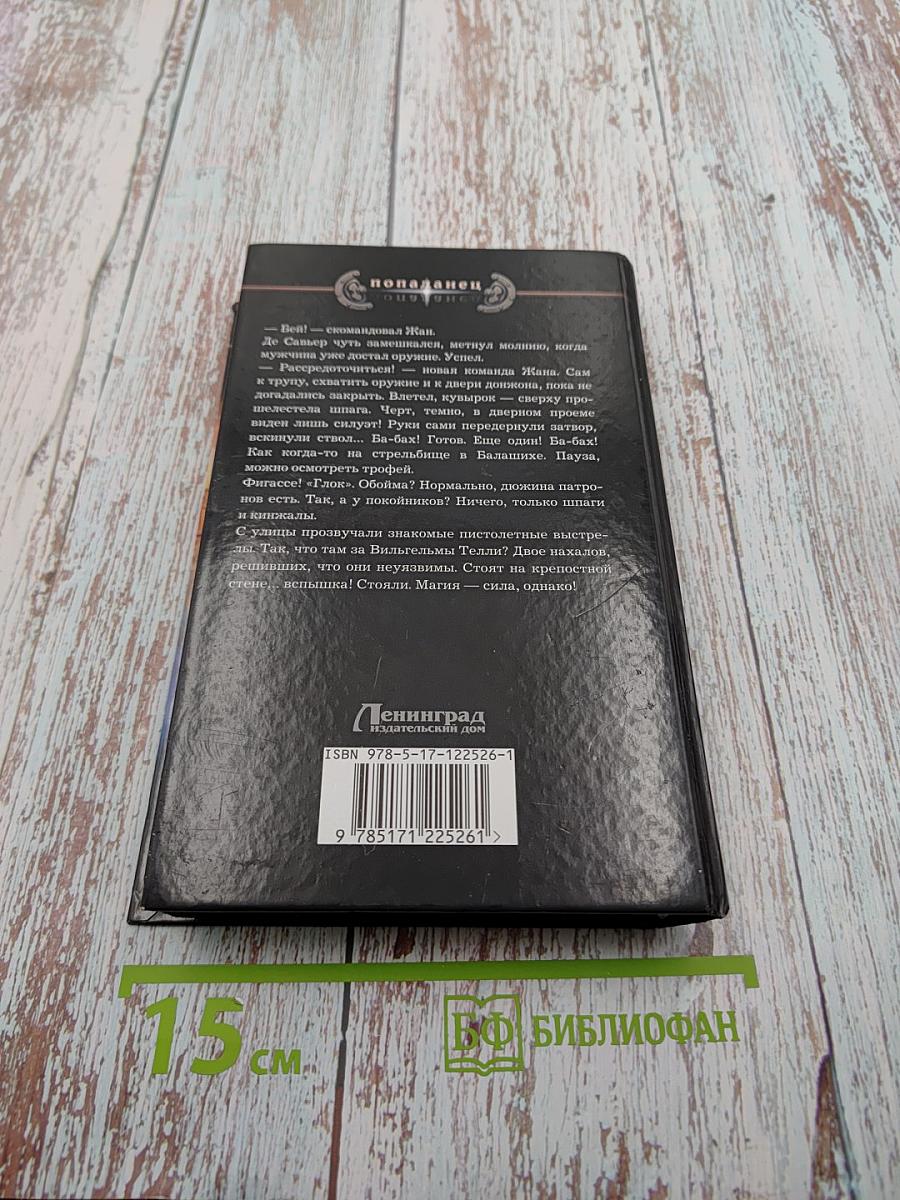 попаданец
— Вей! — скомандовал Жан.
Де Савьер чуть замешкался, метнул молнию, когда
мужчина уже достал оружие. Успел.
— Рассредоточиться! — новая команда Жана. Сам
к трупу, схватить оружие и к двери донжона, пока не
догадались закрыть. Влетел, кувырок — сверху про-
шелестела шпага. Черт, темно, в дверном проеме
виден лишь силуэт! Руки сами передернули затвор,
вскинули ствол... Ба-бах! Готов. Еще один! Ба-бах!
Как когда-то на стрельбище в Балашихе. Пауза,
можно осмотреть трофей.
Фигассе! «Глок». Обойма? Нормально, дюжина патро-
нов есть. Так, а у покойников? Ничего, только шпаги
и кинжалы.
С улицы прозвучали знакомые пистолетные выстре-
лы. Так, что там за Вильгельмы Телли? Двое нахалов,
решивших, что они неуязвимы. Стоят на крепостной
стене... вспышка! Стояли. Магия — сила, однако!
Ленинград
издательский дом
ISBN 978-5-17-122526-1
9 785171 225261 >
15 см
БФ БИБЛИОФАН